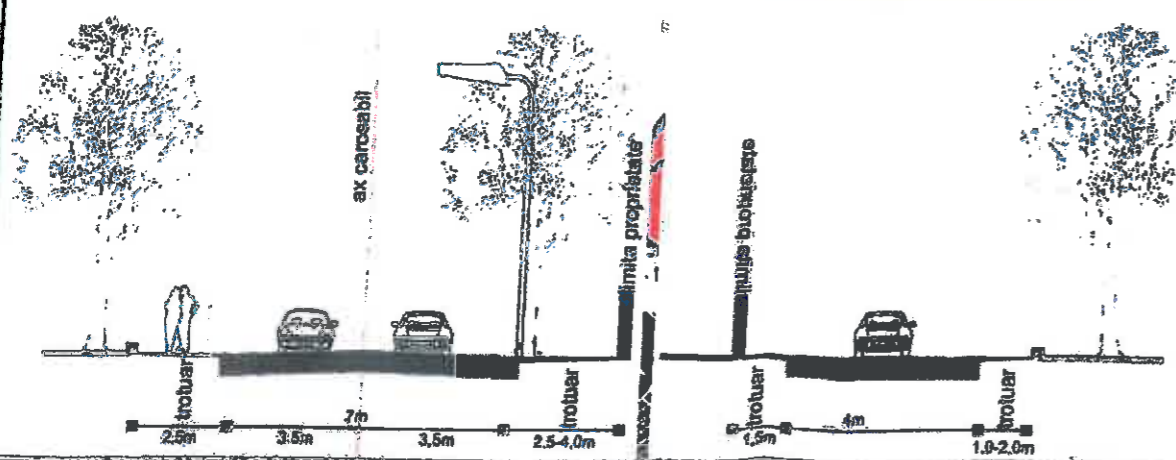 ax carosabil
limita proprietate
limita proprietate
trotuar
trotuar
trotuar
trotuar
7m
2.5m
3.5m
3.5m
2.5-4.0m
4m
1.5m
1.0-2.0m